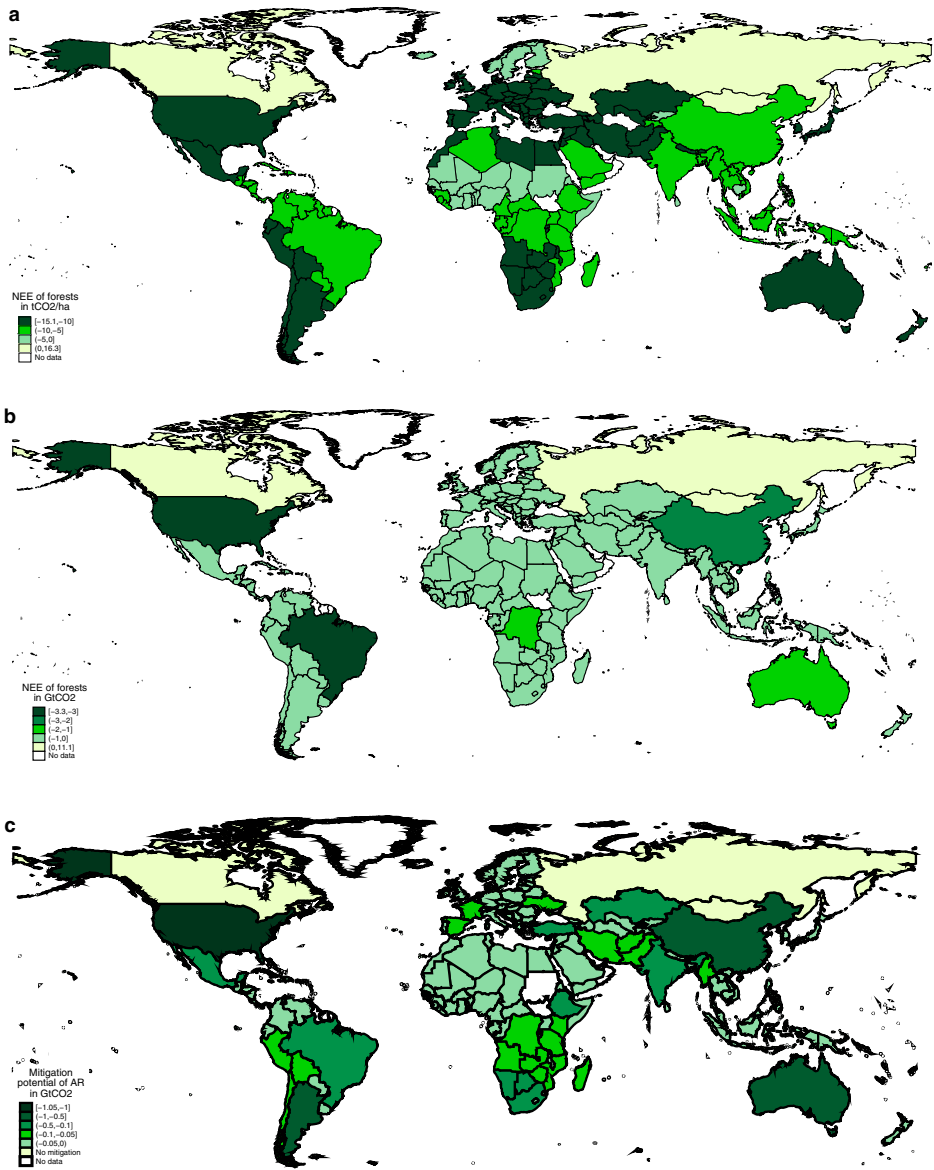 a
NEE of forests
in tCO2/ha
[−15.1,−10]
(−10,−5]
(−5,0]
(0,16.3]
No data
b
NEE of forests
in GtCO2
[−3.3,−3]
(−3,−2]
(−2,−1]
(−1,0]
(0,11.1]
No data
c
Mitigation
potential of AR
in GtCO2
[−1.05,−1]
(−1,−0.5]
(−0.5,−0.1]
(−0.1,−0.05]
(−0.05,0)
No mitigation
No data